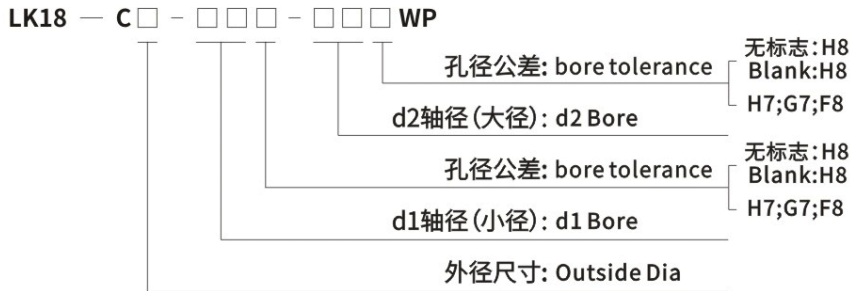 LK18 — C□ - □□□ - □□□WP
无标志:H8
孔径公差: bore tolerance
Blank:H8
H7;G7;F8
d2轴径(大径): d2 Bore
无标志:H8
孔径公差: bore tolerance
Blank:H8
H7;G7;F8
d1轴径(小径): d1 Bore
外径尺寸: Outside Dia